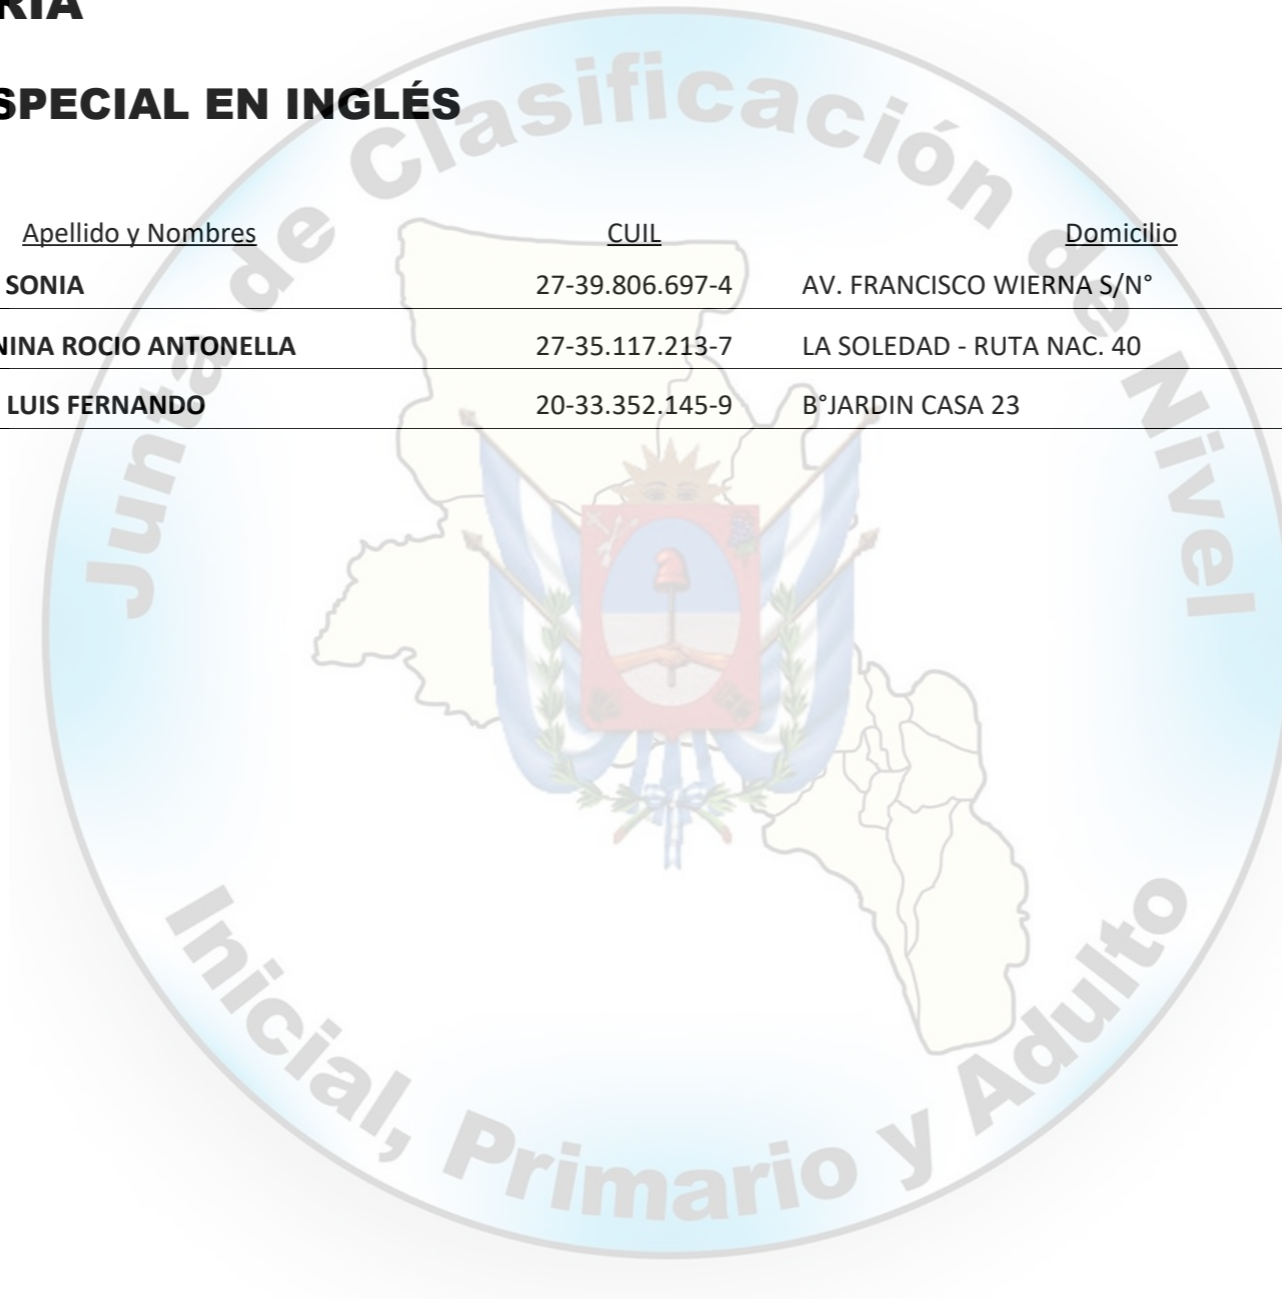 RIA
SPECIAL EN INGLÉS
Apellido y Nombres CUIL Domicilio
SONIA 27-39.806.697-4 AV. FRANCISCO WIERNA S/N°
NINA ROCIO ANTONELLA 27-35.117.213-7 LA SOLEDAD - RUTA NAC. 40
LUIS FERNANDO 20-33.352.145-9 B°JARDIN CASA 23
Junta de Clasificación de Nivel
Inicial, Primario y Adulto